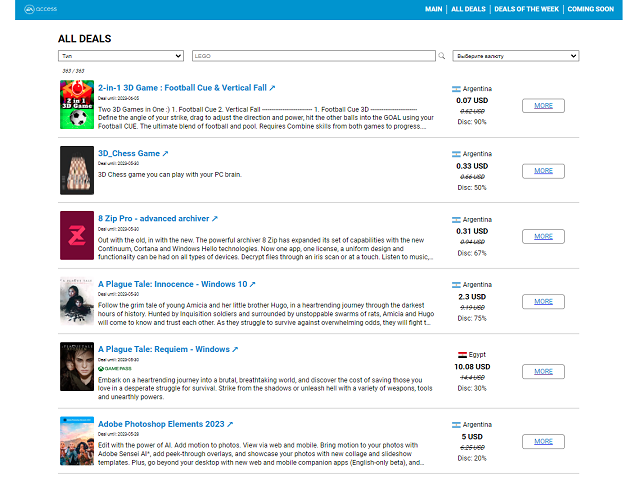 EA access
MAIN | ALL DEALS | DEALS OF THE WEEK | COMING SOON
ALL DEALS
Тип
LEGO
Выберите валюту
363 / 363
2 in 1
3D Game
2-in-1 3D Game : Football Cue & Vertical Fall ↗
Deal until: 2023-06-05
Two 3D Games in One :) 1. Football Cue 2. Vertical Fall ----------------------- 1. Football Cue 3D ---------------------
Define the angle of your strike, drag to adjust the direction and power, hit the other balls into the GOAL using your
Football CUE. The ultimate blend of football and pool. Requires Combine skills from both games to progress....
Argentina
0.07 USD
0.62 USD
Disc: 90%
MORE
3D_Chess Game ↗
Deal until: 2023-05-30
3D Chess game you can play with your PC brain.
Argentina
0.33 USD
0.66 USD
Disc: 50%
MORE
8 Zip Pro - advanced archiver ↗
Deal until: 2023-05-30
Out with the old, in with the new. The powerful archiver 8 Zip has expanded its set of capabilities with the new
Continuum, Cortana and Windows Hello technologies. Now one app, one license, a uniform design and
functionality can be had on all types of devices. Decrypt files through an iris scan or at a touch. Listen to music,...
Argentina
0.31 USD
0.94 USD
Disc: 67%
MORE
A Plague Tale: Innocence - Windows 10 ↗
Deal until: 2023-05-30
Follow the grim tale of young Amicia and her little brother Hugo, in a heartrending journey through the darkest
hours of history. Hunted by Inquisition soldiers and surrounded by unstoppable swarms of rats, Amicia and Hugo
will come to know and trust each other. As they struggle to survive against overwhelming odds, they will fight t...
Argentina
2.3 USD
9.19 USD
Disc: 75%
MORE
A Plague Tale: Requiem - Windows ↗
Deal until: 2023-05-30
GAME PASS
Embark on a heartrending journey into a brutal, breathtaking world, and discover the cost of saving those you
love in a desperate struggle for survival. Strike from the shadows or unleash hell with a variety of weapons, tools
and unearthly powers.
Egypt
10.08 USD
14.4 USD
Disc: 30%
MORE
Adobe Photoshop Elements 2023 ↗
Deal until: 2023-05-29
Edit with the power of AI. Add motion to photos. View via web and mobile. Bring motion to your photos with
Adobe Sensei AI*, add peek-through overlays, and showcase your photos with new collage and slideshow
templates. Plus, go beyond your desktop with new web and mobile companion apps (English-only beta), and...
Argentina
5 USD
6.25 USD
Disc: 20%
MORE